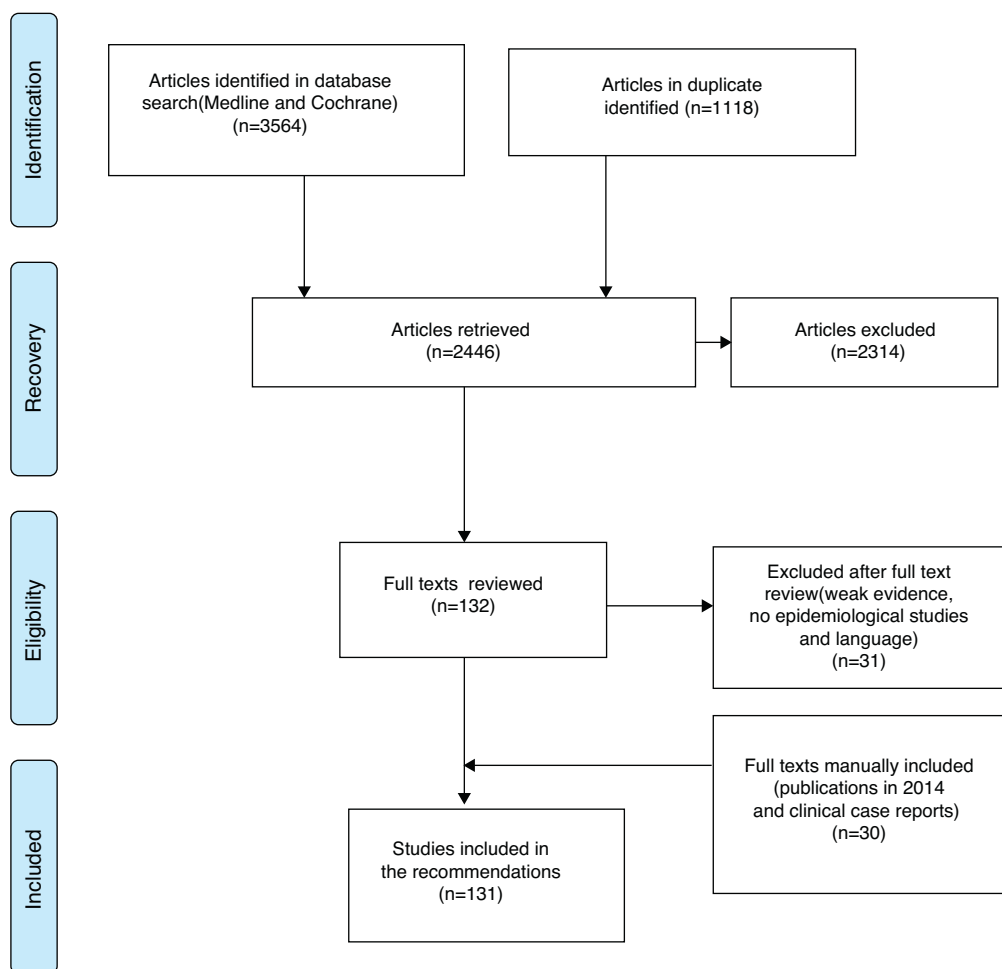 Identification
Articles identified in database
search(Medline and Cochrane)
(n=3564)
Articles in duplicate
identified (n=1118)
Recovery
Articles retrieved
(n=2446)
Articles excluded
(n=2314)
Eligibility
Full texts reviewed
(n=132)
Excluded after full text
review(weak evidence,
no epidemiological studies
and language)
(n=31)
Included
Full texts manually included
(publications in 2014
and clinical case reports)
(n=30)
Studies included in
the recommendations
(n=131)